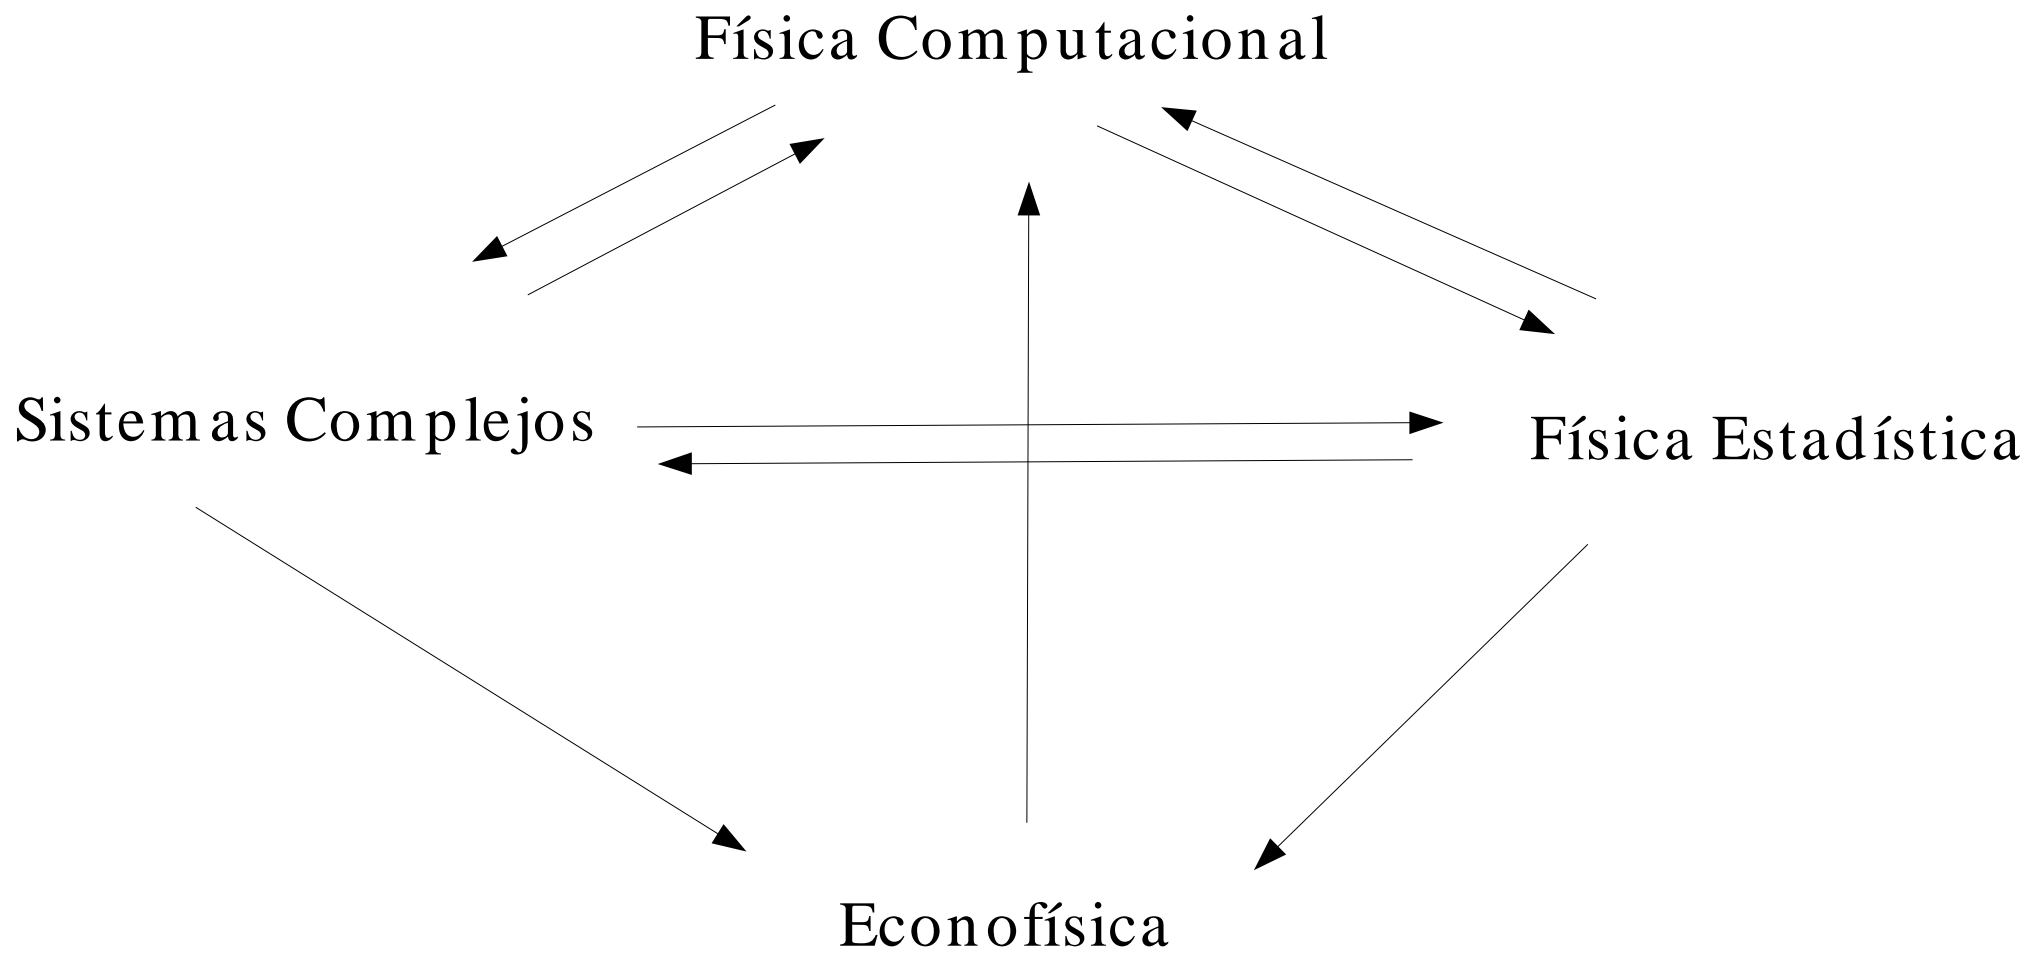 Física Computacional
Sistemas Complejos
Física Estadística
Econofísica